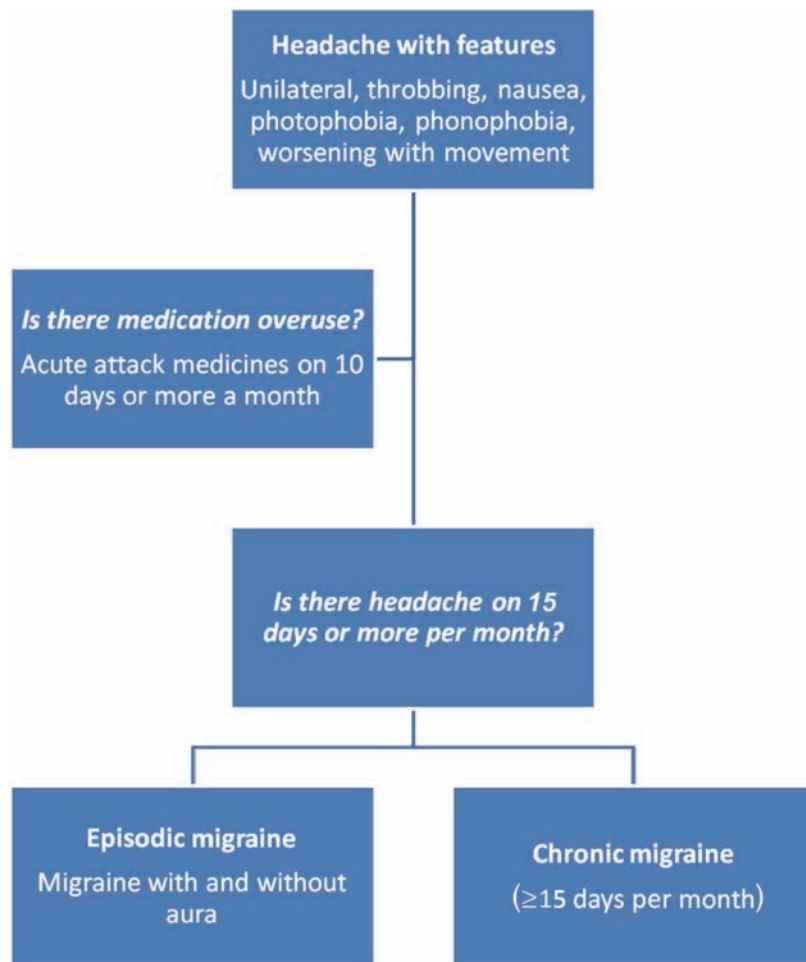 Headache with features
Unilateral, throbbing, nausea,
photophobia, phonophobia,
worsening with movement
Is there medication overuse?
Acute attack medicines on 10
days or more a month
Is there headache on 15
days or more per month?
Episodic migraine
Migraine with and without
aura
Chronic migraine
(≥15 days per month)